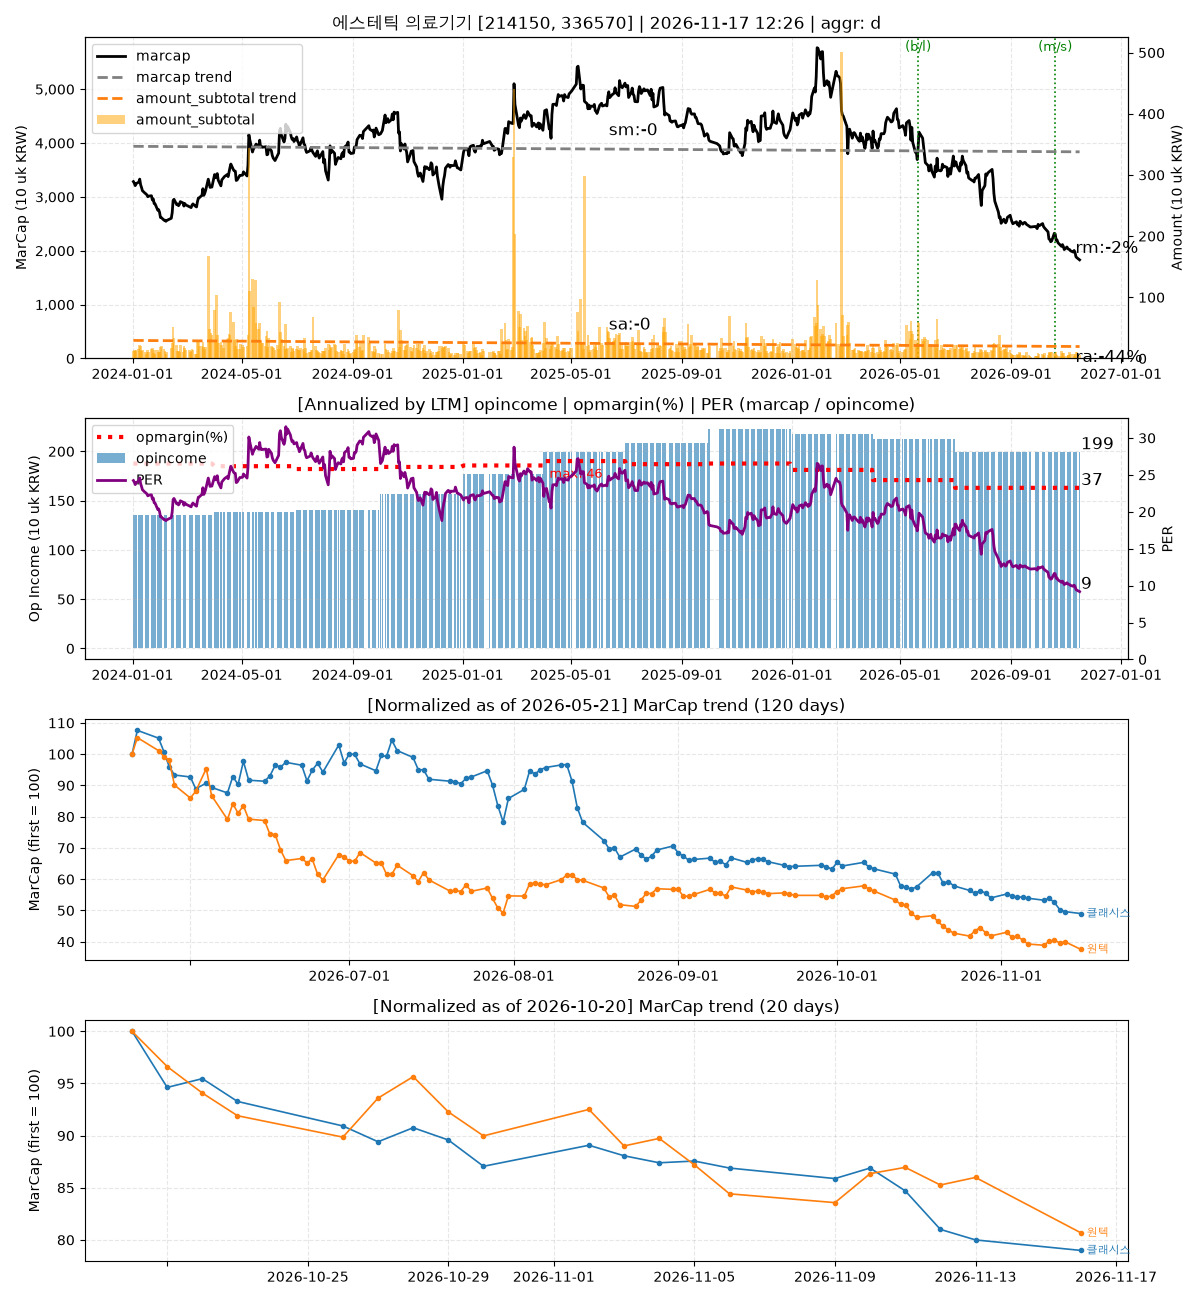 에스테틱 의료기기 [214150, 336570] | 2026-11-17 12:26 | aggr: d
marcap
marcap trend
amount_subtotal trend
amount_subtotal
(b/l)
(m/s)
sm:-0
sa:-0
rm:-2%
ra:-44%
MarCap (10 uk KRW)
5,000
4,000
3,000
2,000
1,000
0
Amount (10 uk KRW)
500
400
300
200
100
0
2024-01-01 2024-05-01 2024-09-01 2025-01-01 2025-05-01 2025-09-01 2026-01-01 2026-05-01 2026-09-01 2027-01-01
[Annualized by LTM] opincome | opmargin(%) | PER (marcap / opincome)
opmargin(%)
opincome
PER
199
37
9
Op Income (10 uk KRW)
200
150
100
50
0
PER
30
25
20
15
10
5
0
2024-01-01 2024-05-01 2024-09-01 2025-01-01 2025-05-01 2025-09-01 2026-01-01 2026-05-01 2026-09-01 2027-01-01
[Normalized as of 2026-05-21] MarCap trend (120 days)
MarCap (first = 100)
110
100
90
80
70
60
50
40
클래시스
원텍
2026-07-01 2026-08-01 2026-09-01 2026-10-01 2026-11-01
[Normalized as of 2026-10-20] MarCap trend (20 days)
MarCap (first = 100)
100
95
90
85
80
원텍
클래시스
2026-10-25 2026-10-29 2026-11-01 2026-11-05 2026-11-09 2026-11-13 2026-11-17